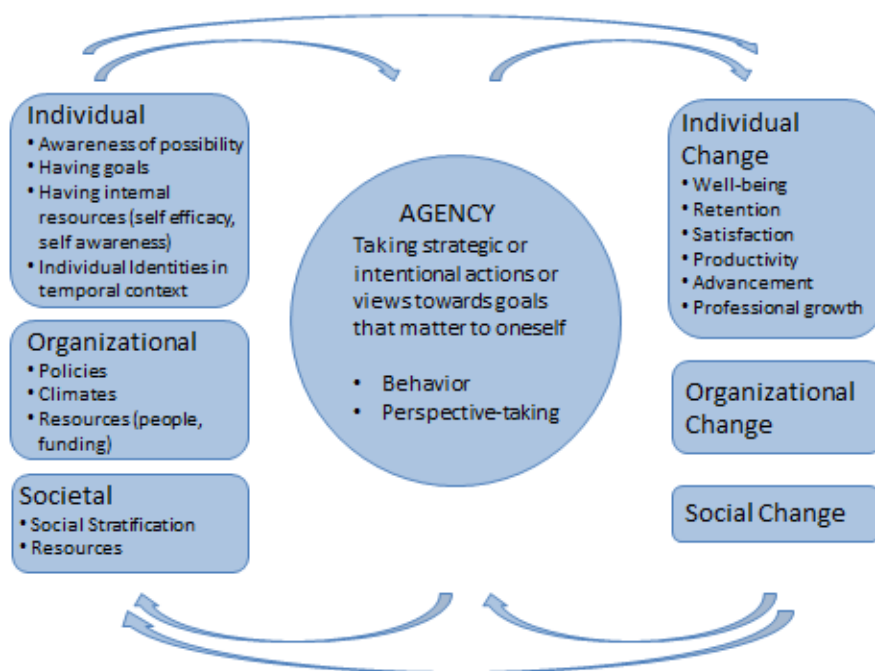 Individual
• Awareness of possibility
• Having goals
• Having internal
resources (self efficacy,
self awareness)
• Individual Identities in
temporal context
Organizational
• Policies
• Climates
• Resources (people,
funding)
Societal
• Social Stratification
• Resources
AGENCY
Taking strategic or
intentional actions or
views towards goals
that matter to oneself
• Behavior
• Perspective-taking
Individual
Change
• Well-being
• Retention
• Satisfaction
• Productivity
• Advancement
• Professional growth
Organizational
Change
Social Change